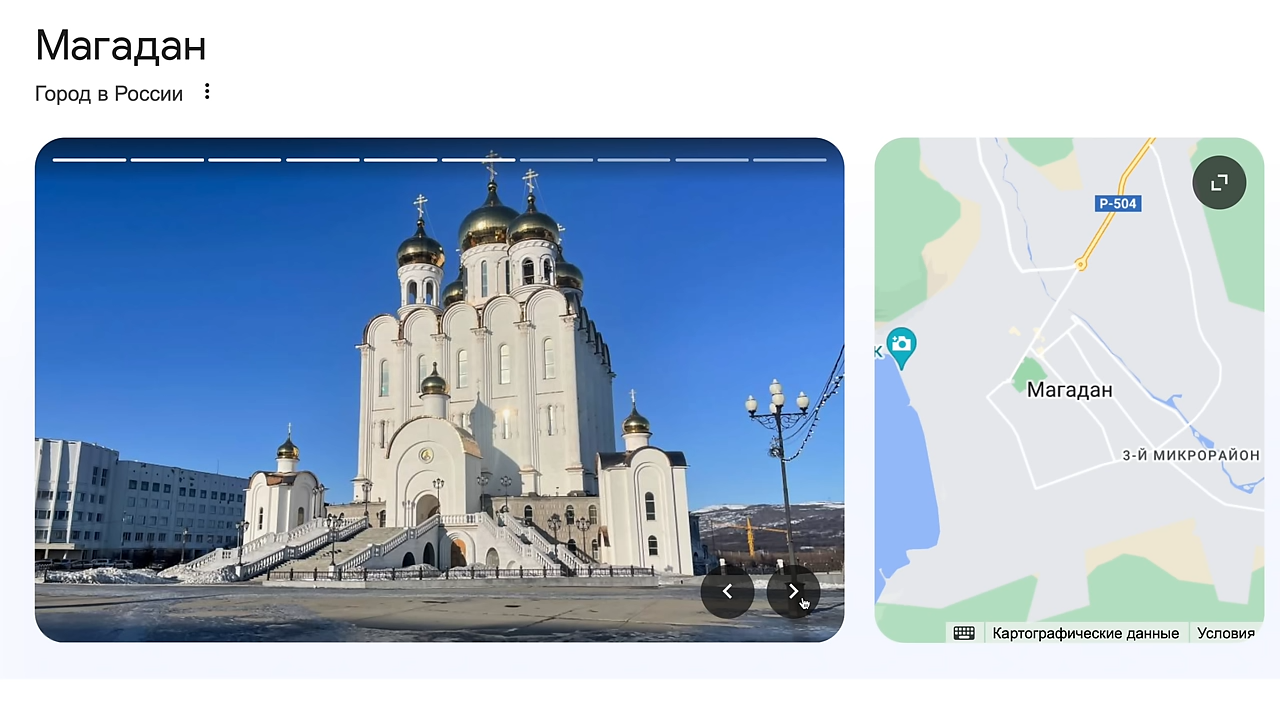 Магадан
Город в России
Р-504
К
Магадан
3-Й МИКРОРАЙОН
Картографические данные
Условия